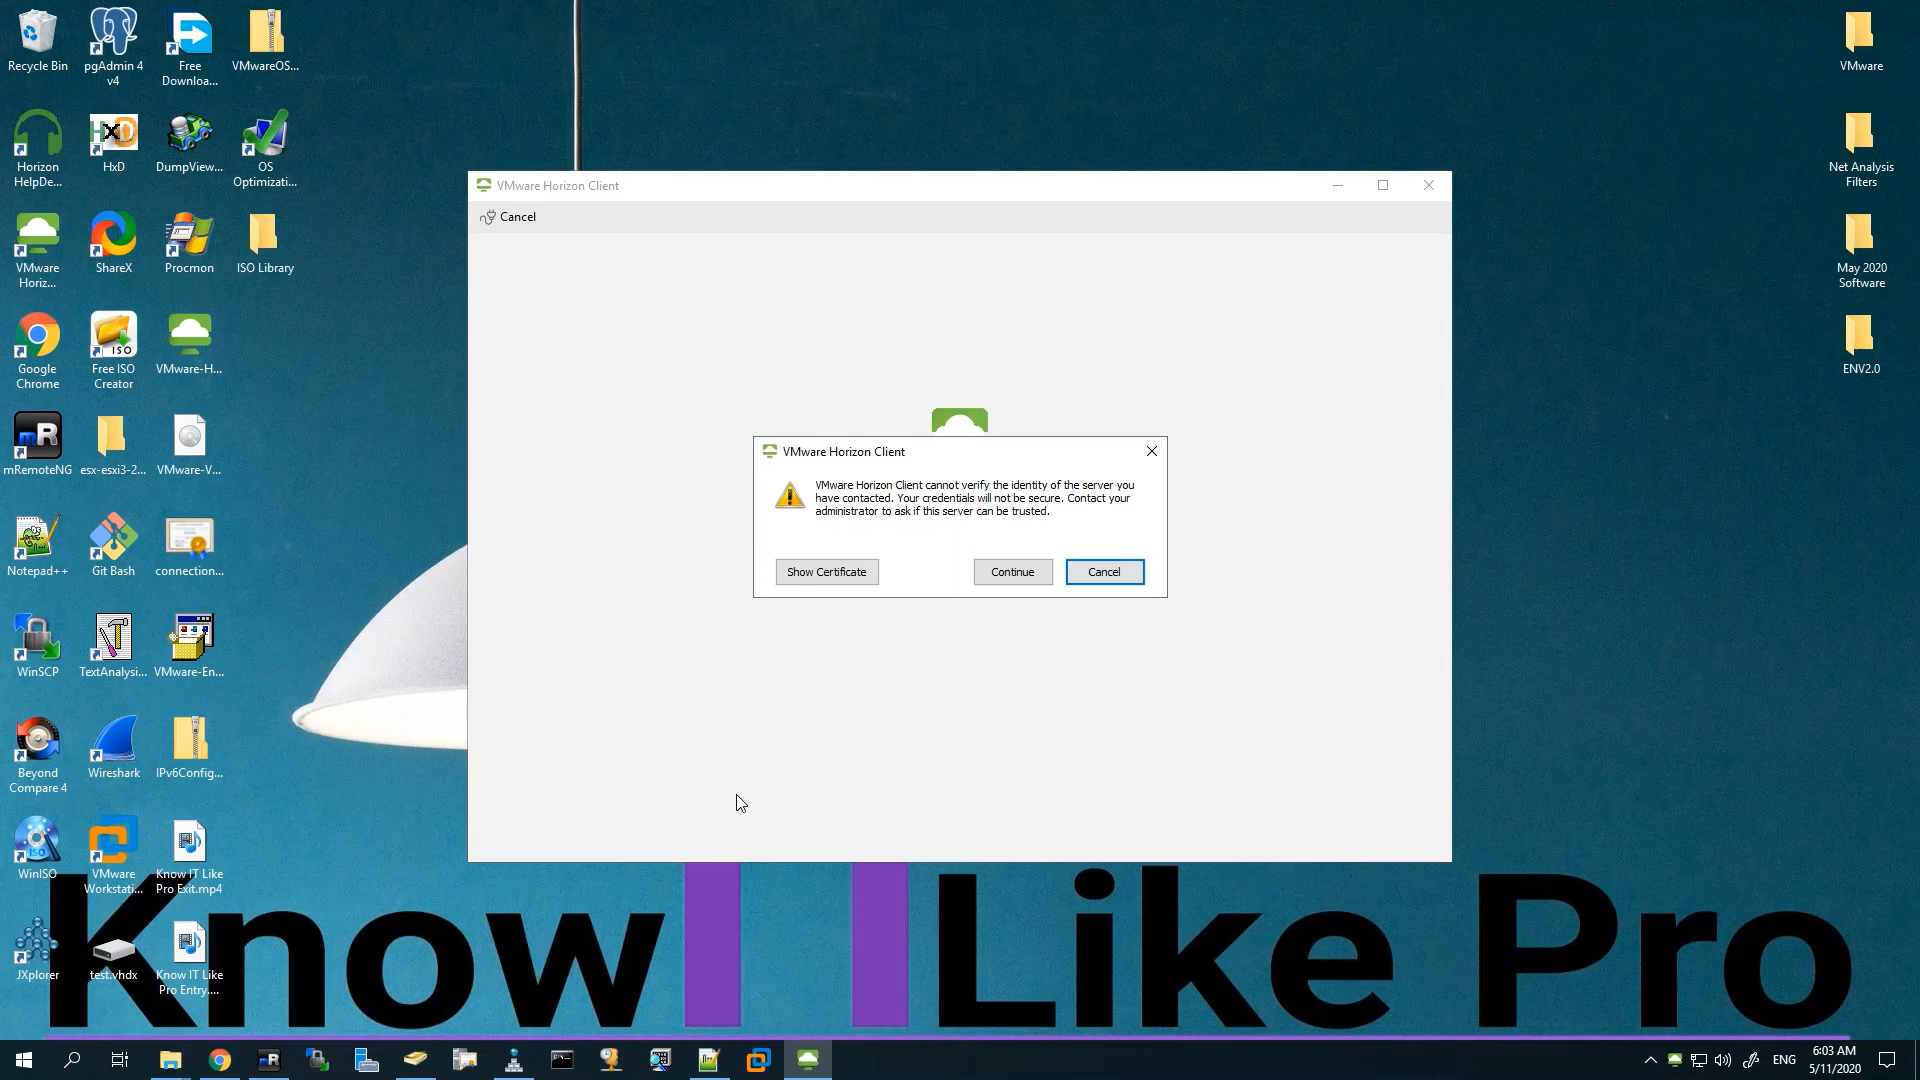 Recycle Bin
pgAdmin 4
v4
Free
Downloa...
VMwareOS...
Horizon
HelpDe...
HxD
HxD
DumpView...
OS
Optimizati...
VMware
Horiz...
ShareX
Procmon
ISO Library
Google
Chrome
ISO
Free ISO
Creator
VMware-H...
mR
mRemoteNG
esx-esxi3-2...
VMware-V...
Notepad++
Git Bash
connection...
WinSCP
TextAnalysi...
VMware-En...
Beyond
Compare 4
Wireshark
IPv6Config...
ISO
WinISO
VMware
Workstati...
Know IT Like
Pro Exit.mp4
JXplorer
test.vhdx
Know IT Like
Pro Entry....
VMware
Net Analysis
Filters
May 2020
Software
ENV2.0
VMware Horizon Client
Cancel
VMware Horizon Client
VMware Horizon Client cannot verify the identity of the server you
have contacted. Your credentials will not be secure. Contact your
administrator to ask if this server can be trusted.
Show Certificate
Continue
Cancel
Know IT Like Pro
mR
ENG
6:03 AM
5/11/2020